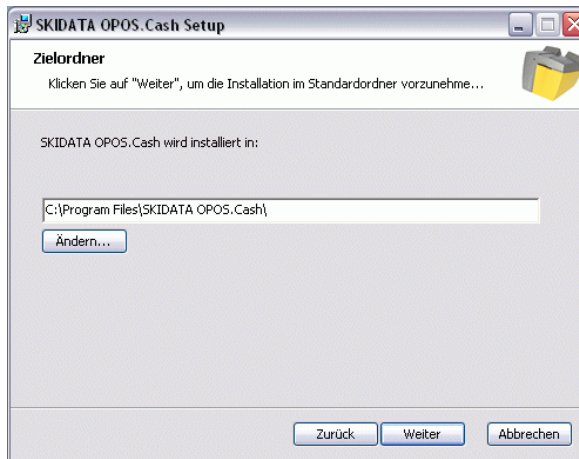 SKIDATA OPOS.Cash Setup
Zielordner
Klicken Sie auf "Weiter", um die Installation im Standardordner vorzunehme...
SKIDATA OPOS.Cash wird installiert in:
C:\Program Files\SKIDATA OPOS.Cash\
Ändern...
Zurück Weiter Abbrechen